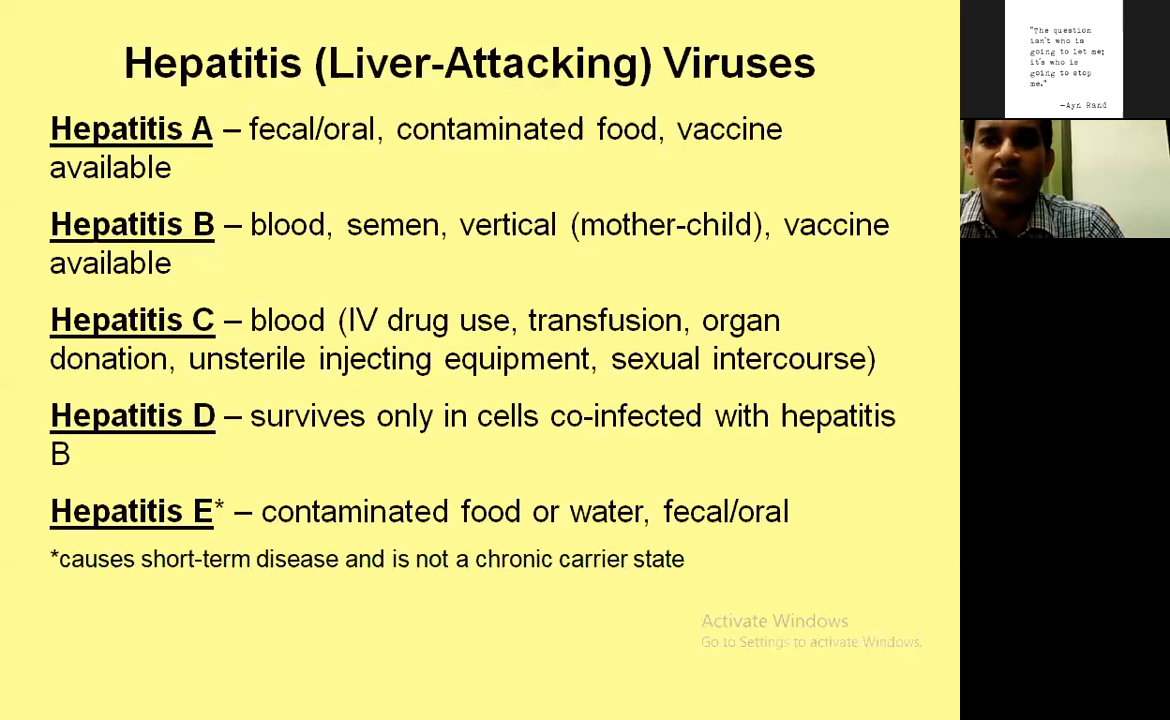 Hepatitis (Liver-Attacking) Viruses
Hepatitis A – fecal/oral, contaminated food, vaccine
available
Hepatitis B – blood, semen, vertical (mother-child), vaccine
available
Hepatitis C – blood (IV drug use, transfusion, organ
donation, unsterile injecting equipment, sexual intercourse)
Hepatitis D – survives only in cells co-infected with hepatitis
B
Hepatitis E* – contaminated food or water, fecal/oral
*causes short-term disease and is not a chronic carrier state
Activate Windows
Go to Settings to activate Windows.
"The question
isn't who is
going to let me;
it's who is
going to stop
me."
—Ayn Rand